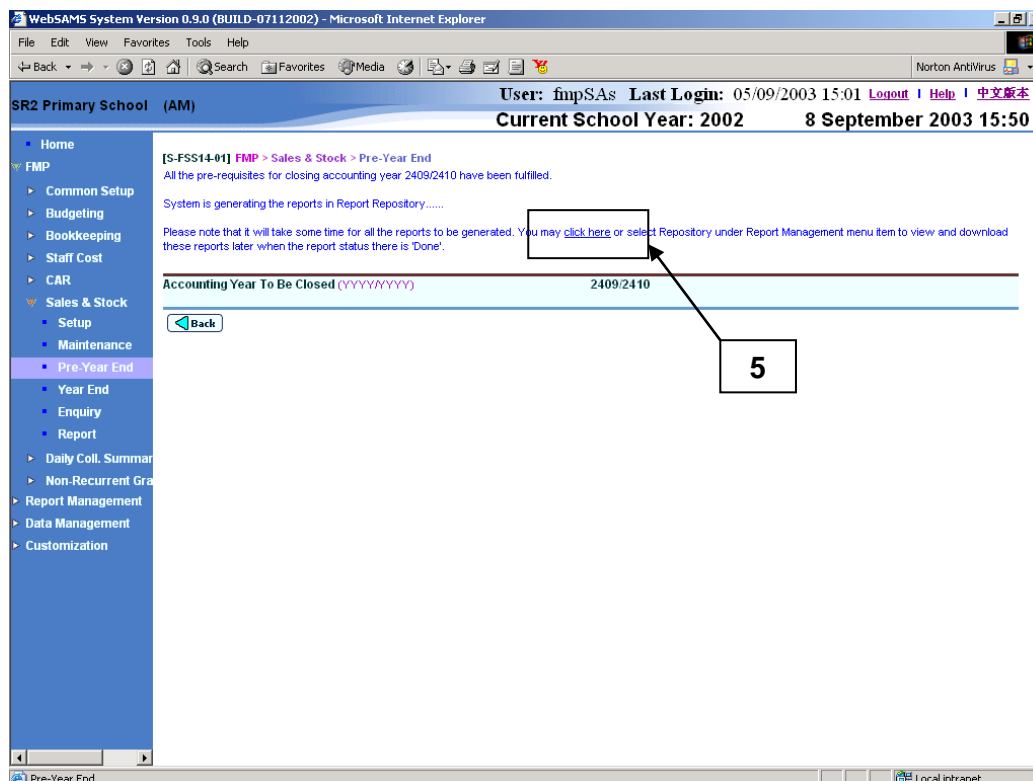 WebSAMS System Version 0.9.0 (BUILD-07112002) - Microsoft Internet Explorer
File Edit View Favorites Tools Help
Back Search Favorites Media Norton AntiVirus
SR2 Primary School (AM)
User: fmpSAs Last Login: 05/09/2003 15:01 Logout I Help I 中文版本
Current School Year: 2002 8 September 2003 15:50
Home
FMP
Common Setup
Budgeting
Bookkeeping
Staff Cost
CAR
Sales & Stock
Setup
Maintenance
Pre-Year End
Year End
Enquiry
Report
Daily Coll. Summar
Non-Recurrent Gra
Report Management
Data Management
Customization
[S-FSS14-01] FMP > Sales & Stock > Pre-Year End
All the pre-requisites for closing accounting year 2409/2410 have been fulfilled.
System is generating the reports in Report Repository......
Please note that it will take some time for all the reports to be generated. You may click here or select Repository under Report Management menu item to view and download
these reports later when the report status there is 'Done'.
Accounting Year To Be Closed (YYYY/YYYY) 2409/2410
Back
5
Pre-Year End Local intranet